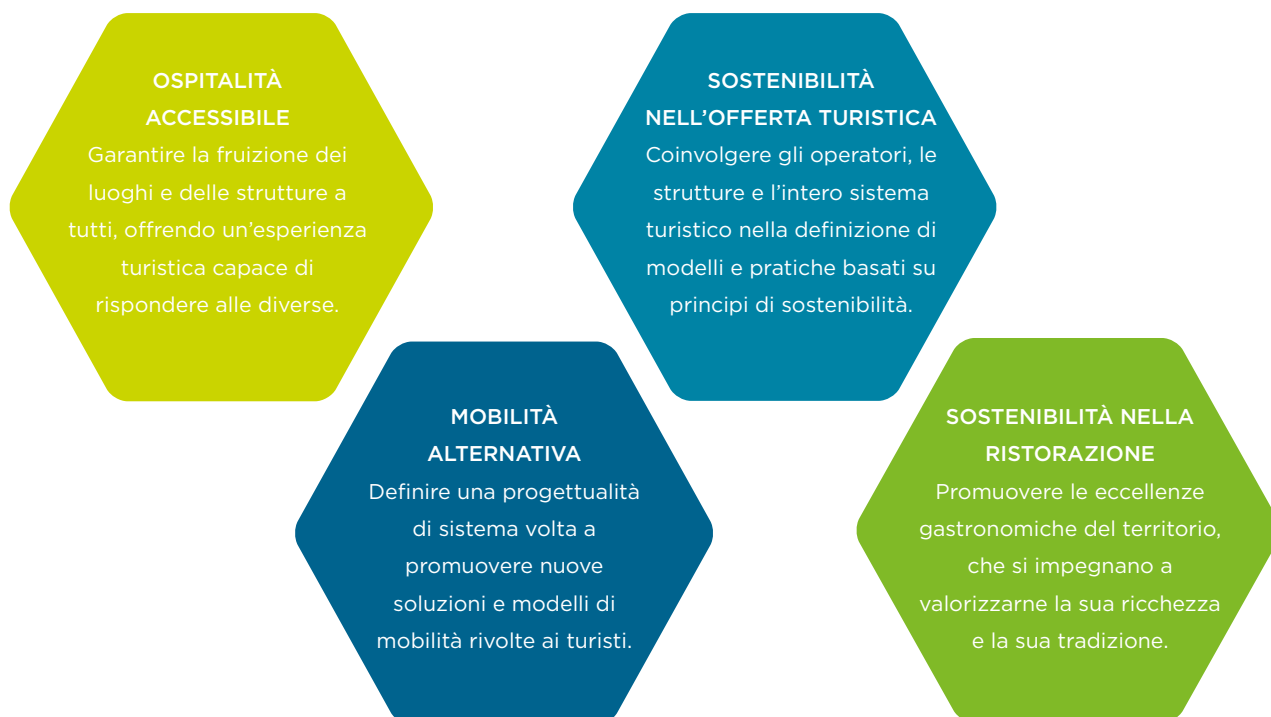 OSPITALITÀ
ACCESSIBILE
Garantire la fruizione dei
luoghi e delle strutture a
tutti, offrendo un’esperienza
turistica capace di
rispondere alle diverse.
SOSTENIBILITÀ
NELL’OFFERTA TURISTICA
Coinvolgere gli operatori, le
strutture e l’intero sistema
turistico nella definizione di
modelli e pratiche basati su
principi di sostenibilità.
MOBILITÀ
ALTERNATIVA
Definire una progettualità
di sistema volta a
promuovere nuove
soluzioni e modelli di
mobilità rivolte ai turisti.
SOSTENIBILITÀ NELLA
RISTORAZIONE
Promuovere le eccellenze
gastronomiche del territorio,
che si impegnano a
valorizzarne la sua ricchezza
e la sua tradizione.